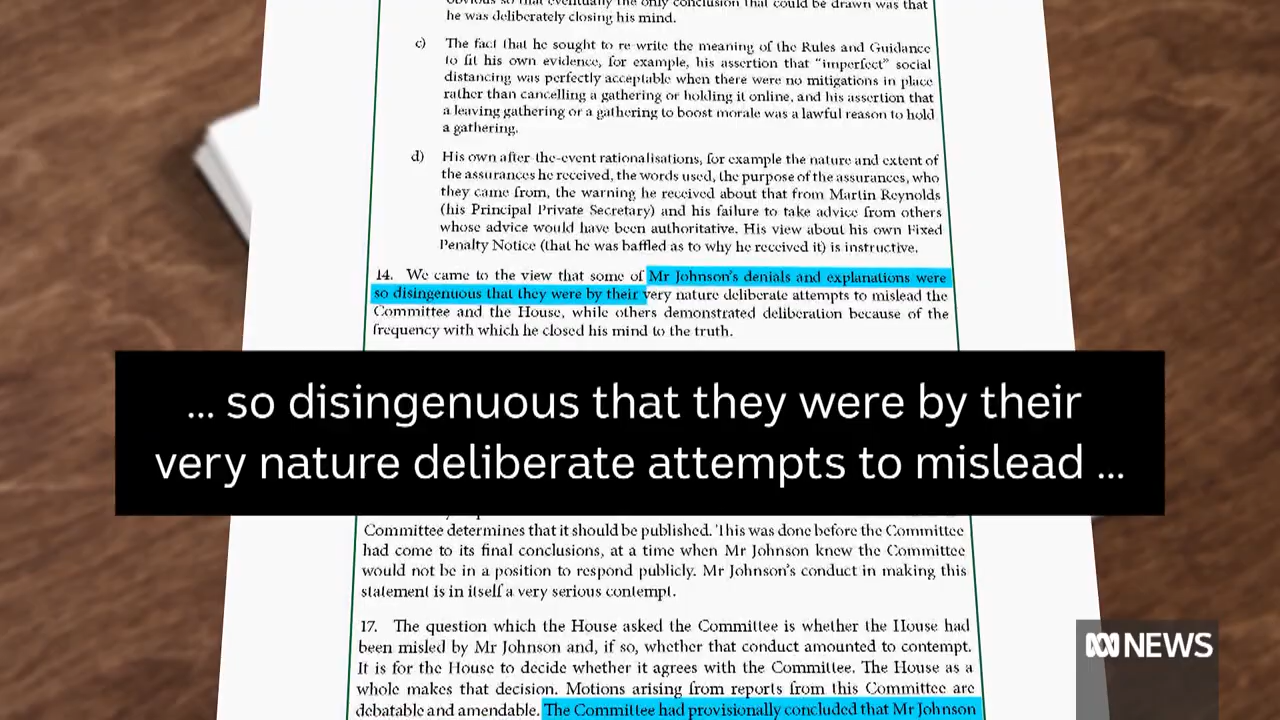 obvious so that eventually the only conclusion that could be drawn was that
he was deliberately closing his mind.
c) The fact that he sought to re-write the meaning of the Rules and Guidance
to fit his own evidence, for example, his assertion that “imperfect” social
distancing was perfectly acceptable when there were no mitigations in place
rather than cancelling a gathering or holding it online, and his assertion that
a leaving gathering or a gathering to boost morale was a lawful reason to hold
a gathering.
d) His own after-the-event rationalisations, for example the nature and extent of
the assurances he received, the words used, the purpose of the assurances, who
they came from, the warning he received about that from Martin Reynolds
(his Principal Private Secretary) and his failure to take advice from others
whose advice would have been authoritative. His view about his own Fixed
Penalty Notice (that he was baffled as to why he received it) is instructive.
14. We came to the view that some of Mr Johnson’s denials and explanations were
so disingenuous that they were by their very nature deliberate attempts to mislead the
Committee and the House, while others demonstrated deliberation because of the
frequency with which he closed his mind to the truth.
... so disingenuous that they were by their
very nature deliberate attempts to mislead ...
Committee determines that it should be published. This was done before the Committee
had come to its final conclusions, at a time when Mr Johnson knew the Committee
would not be in a position to respond publicly. Mr Johnson’s conduct in making this
statement is in itself a very serious contempt.
17. The question which the House asked the Committee is whether the House had
been misled by Mr Johnson and, if so, whether that conduct amounted to contempt.
It is for the House to decide whether it agrees with the Committee. The House as a
whole makes that decision. Motions arising from reports from this Committee are
debatable and amendable. The Committee had provisionally concluded that Mr Johnson
NEWS